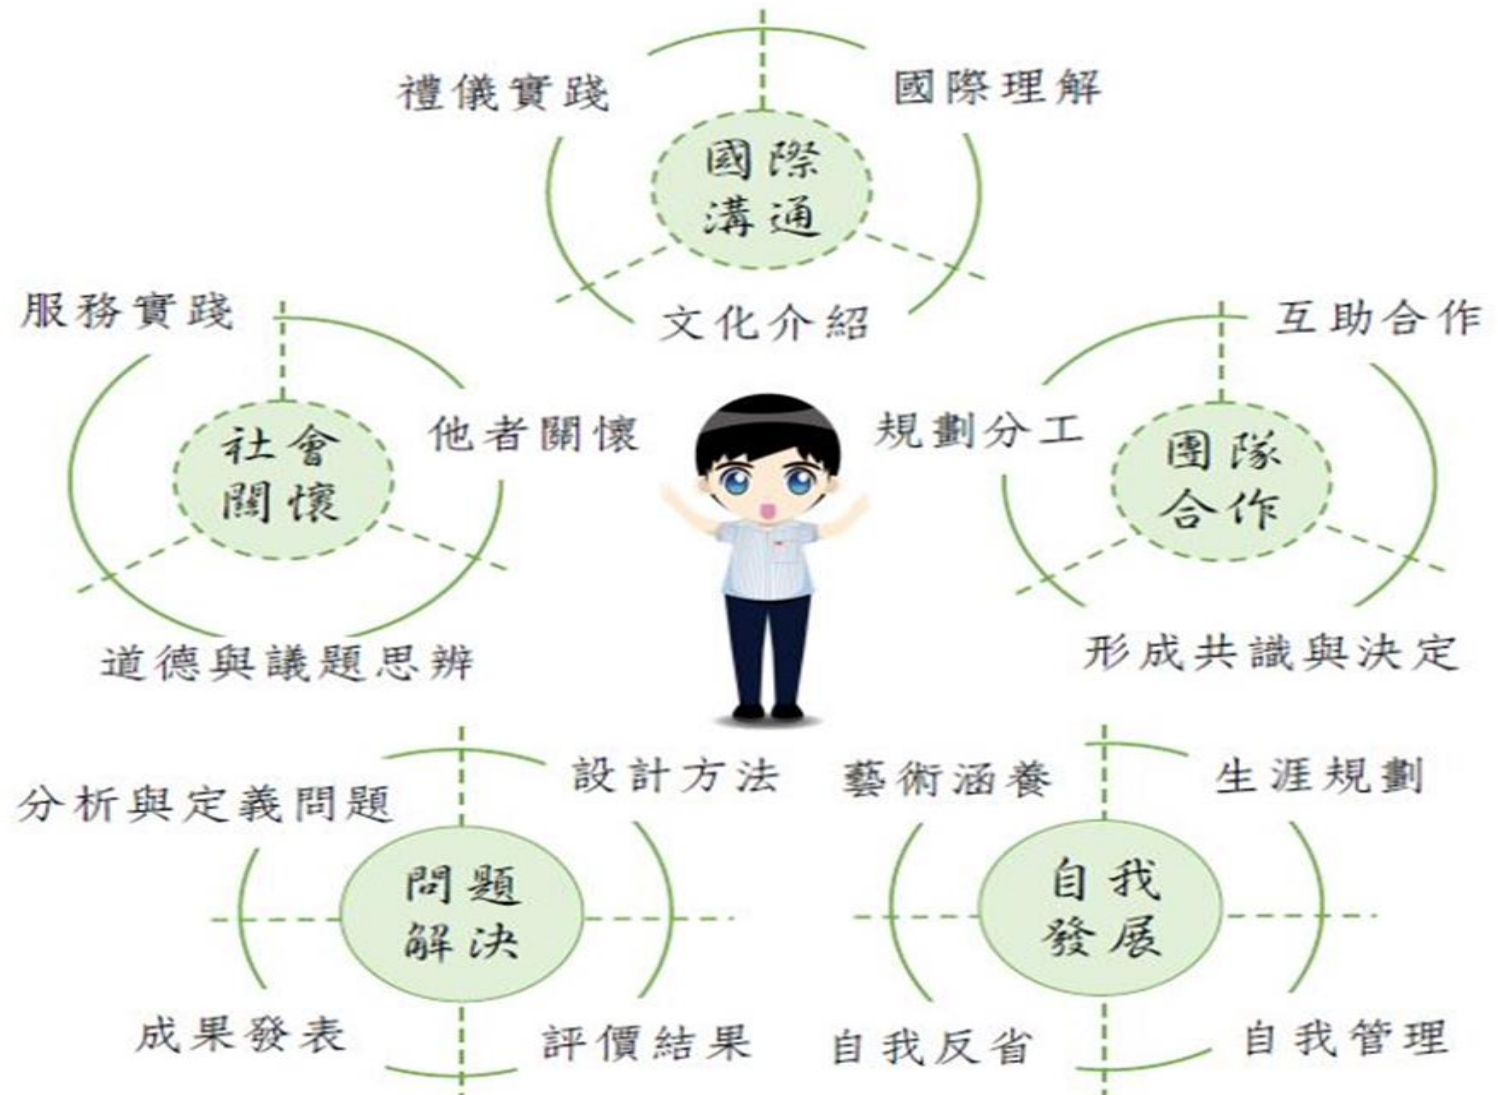 禮儀實踐
國際理解
國際
溝通
文化介紹
服務實踐
他者關懷
社會
關懷
道德與議題思辨
互助合作
規劃分工
團隊
合作
形成共識與決定
分析與定義問題
設計方法
問題
解決
成果發表
評價結果
藝術涵養
生涯規劃
自我
發展
自我反省
自我管理